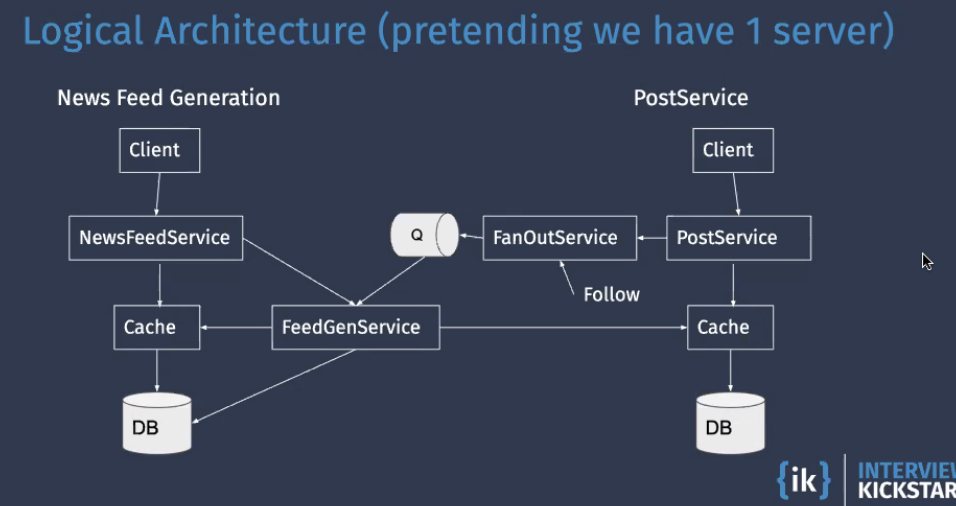 Logical Architecture (pretending we have 1 server)
News Feed Generation
PostService
Client
Client
NewsFeedService
Q
FanOutService
PostService
Follow
Cache
FeedGenService
Cache
DB
DB
{ik}
INTERVIEW
KICKSTAR